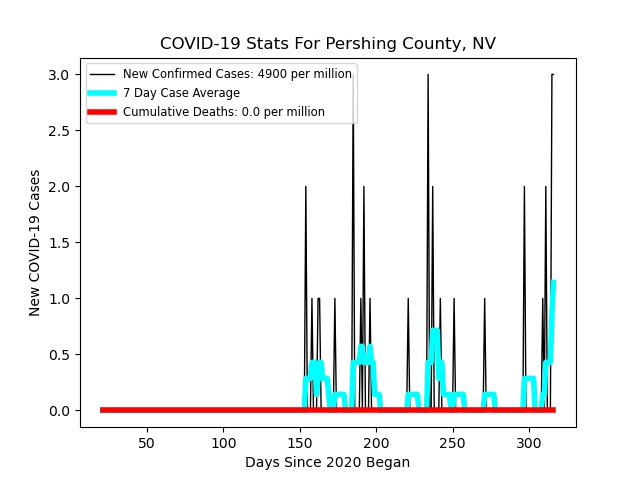 COVID-19 Stats For Pershing County, NV
New Confirmed Cases: 4900 per million
7 Day Case Average
Cumulative Deaths: 0.0 per million
New COVID-19 Cases
3.0
2.5
2.0
1.5
1.0
0.5
0.0
50 100 150 200 250 300
Days Since 2020 Began